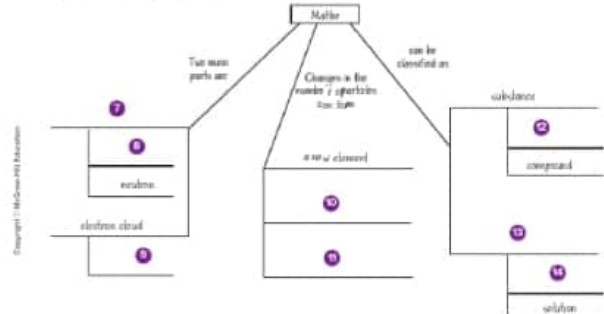 Matter
Two main
parts are
Changes in the
number of particles
can form
can be
classified as
7
8
neutron
electron cloud
9
a new element
10
11
substance
12
compound
13
14
solution
Copyright © McGraw-Hill Education